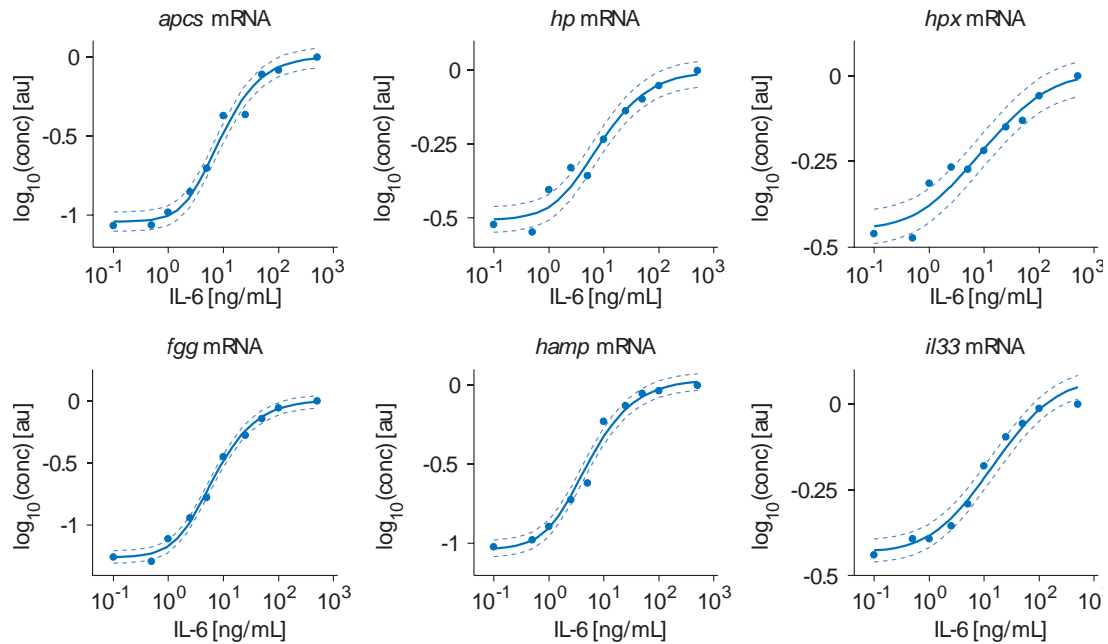 apcs mRNA
hp mRNA
hpx mRNA
log10(conc) [au]
0
-0.5
-1
10-1 100 101 102 103
IL-6 [ng/mL]
log10(conc) [au]
0
-0.25
-0.5
10-1 100 101 102 103
IL-6 [ng/mL]
log10(conc) [au]
0
-0.25
-0.5
10-1 100 101 102 103
IL-6 [ng/mL]
fgg mRNA
hamp mRNA
il33 mRNA
log10(conc) [au]
0
-0.5
-1
10-1 100 101 102 103
IL-6 [ng/mL]
log10(conc) [au]
0
-0.5
-1
10-1 100 101 102 103
IL-6 [ng/mL]
log10(conc) [au]
0
-0.25
-0.5
10-1 100 101 102 103
IL-6 [ng/mL]